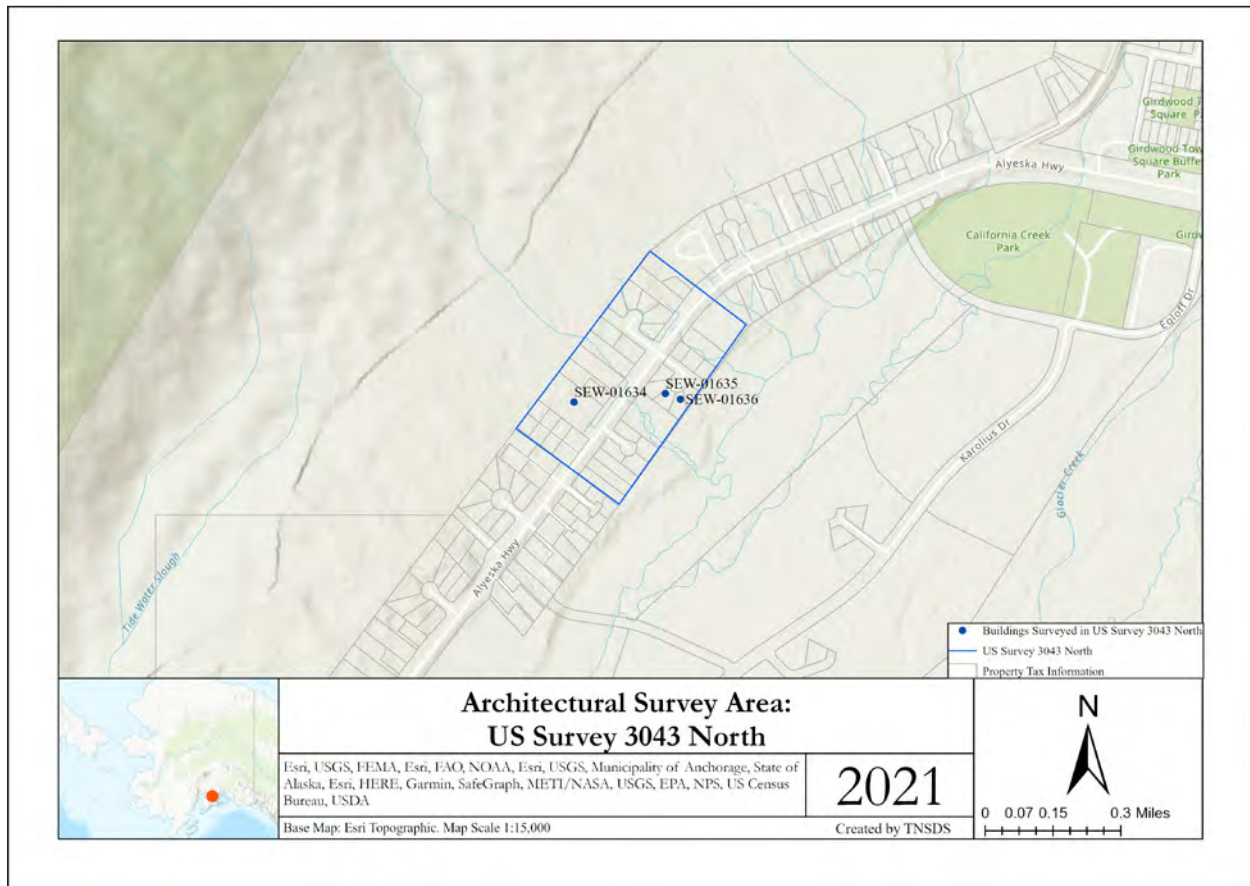 Girdwood T
Square P
Girdwood Tow
Square Buffe
Park
Alyeska Hwy
California Creek
Park
Girdw
Egloff Dr
SEW-01634
SEW-01635
SEW-01636
Karolius Dr
Glacier Creek
Alyeska Hwy
Tide Water Slough
Buildings Surveyed in US Survey 3043 North
US Survey 3043 North
Property Tax Information
Architectural Survey Area:
US Survey 3043 North
Esri, USGS, FEMA, Esri, FAO, NOAA, Esri, USGS, Municipality of Anchorage, State of
Alaska, Esri, HERE, Garmin, SafeGraph, METI/NASA, USGS, EPA, NPS, US Census
Bureau, USDA
Base Map: Esri Topographic. Map Scale 1:15,000
2021
Created by TNSDS
N
0 0.07 0.15 0.3 Miles